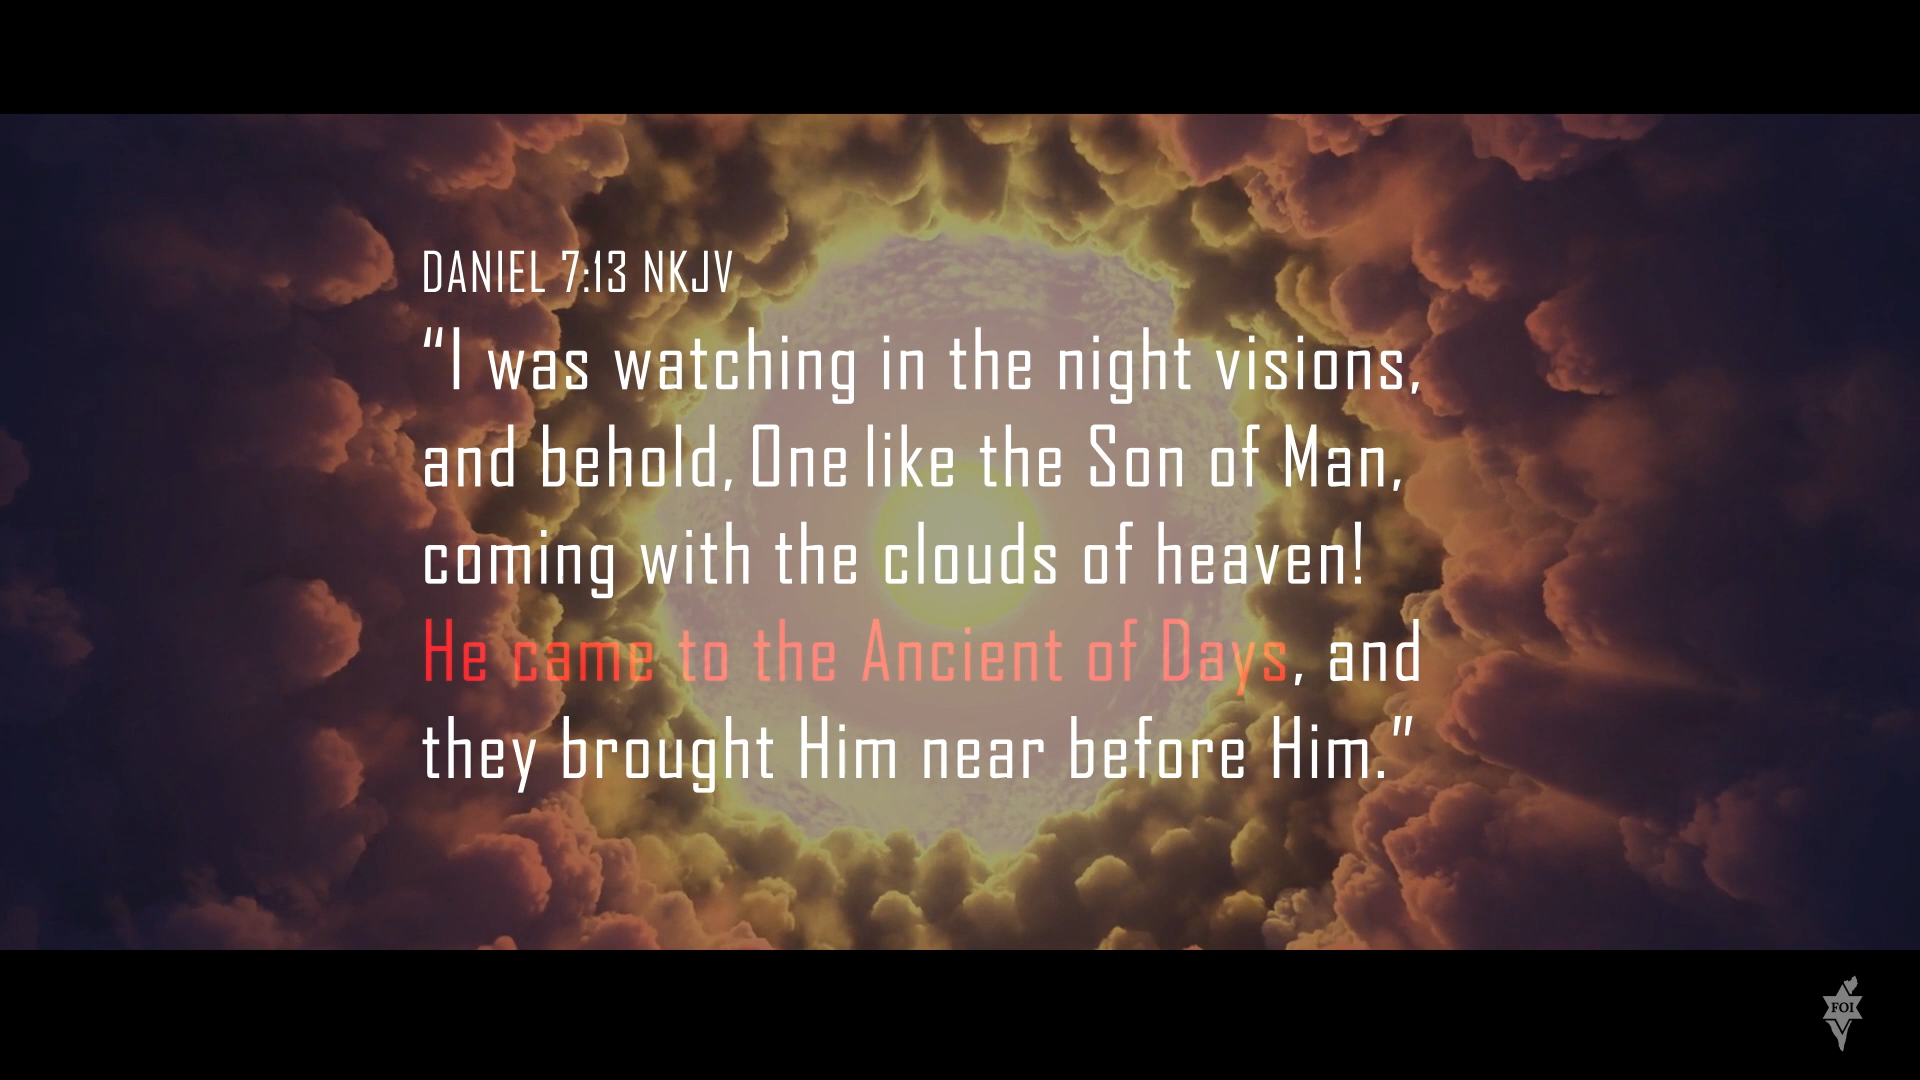 DANIEL 7:13 NKJV
“I was watching in the night visions,
and behold, One like the Son of Man,
coming with the clouds of heaven!
He came to the Ancient of Days, and
they brought Him near before Him.”
FOI